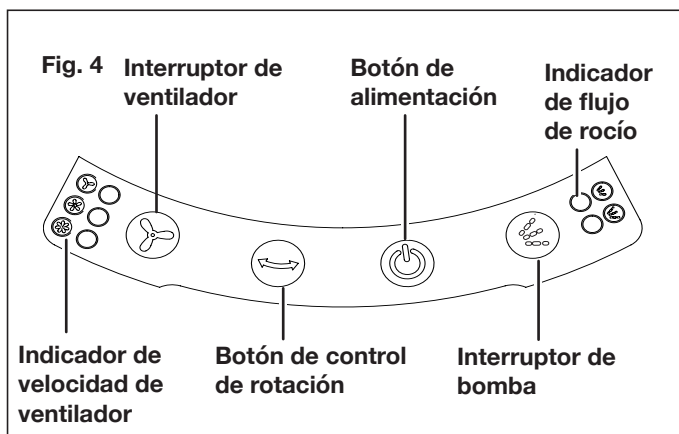 Fig. 4
Interruptor de
ventilador
Botón de
alimentación
Indicador
de flujo
de rocío
Indicador de
velocidad de
ventilador
Botón de control
de rotación
Interruptor de
bomba